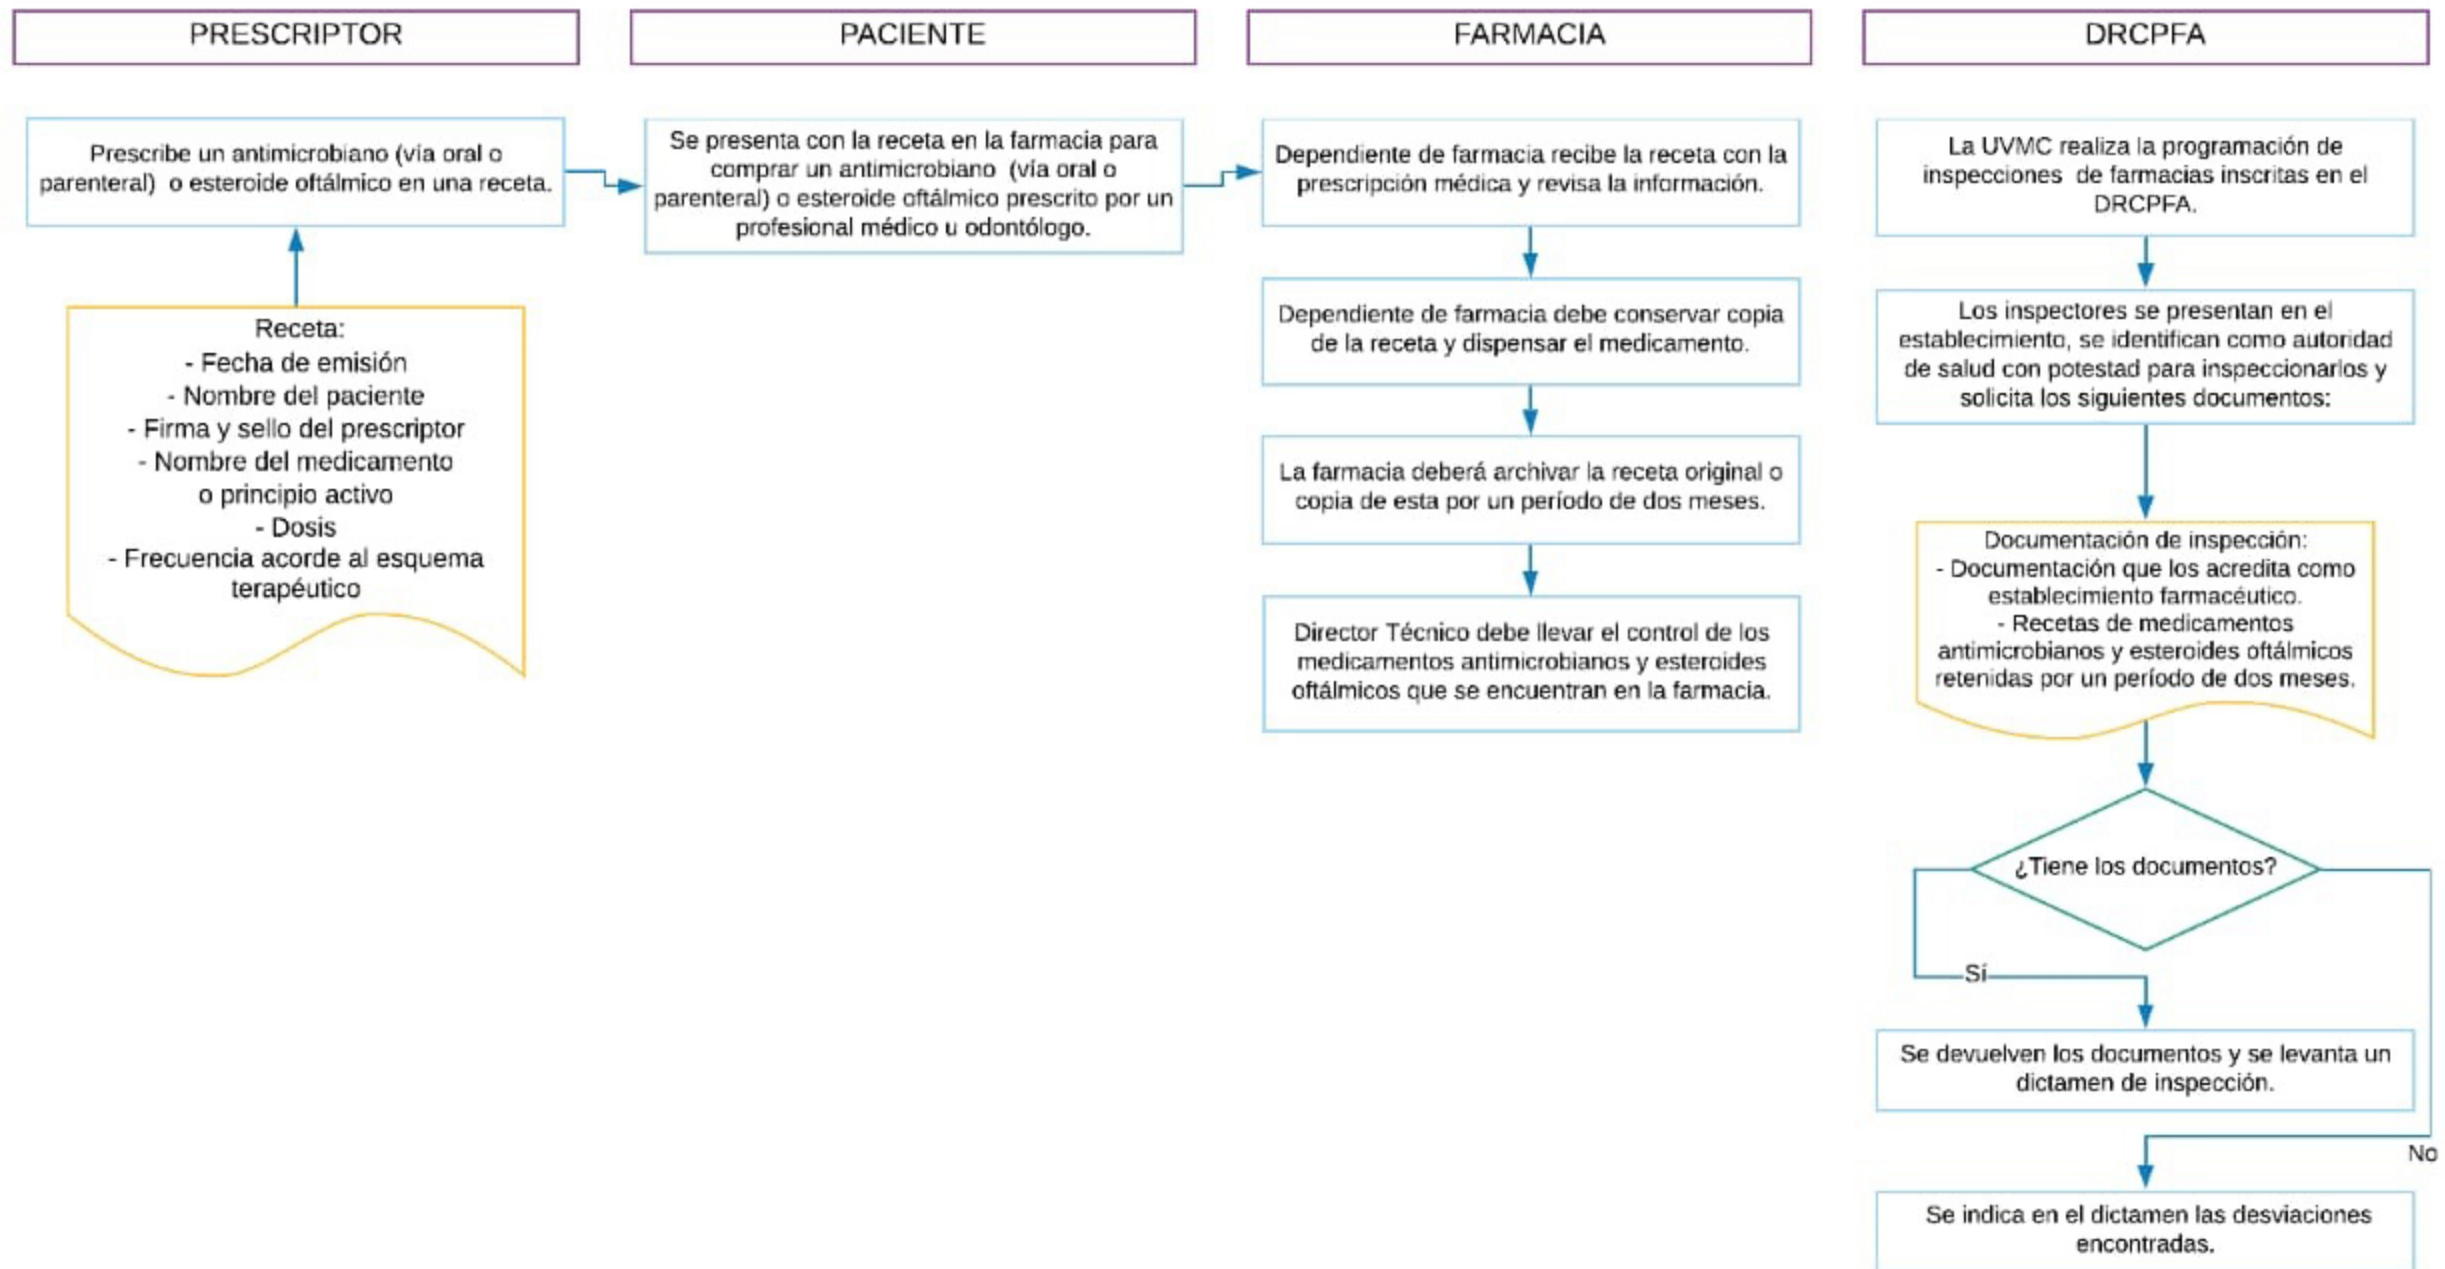 PRESCRIPTOR
Prescribe un antimicrobiano (vía oral o
parenteral) o esteroide oftálmico en una receta.
Receta:
- Fecha de emisión
- Nombre del paciente
- Firma y sello del prescriptor
- Nombre del medicamento
o principio activo
- Dosis
- Frecuencia acorde al esquema
terapéutico
PACIENTE
Se presenta con la receta en la farmacia para
comprar un antimicrobiano (vía oral o
parenteral) o esteroide oftálmico prescrito por un
profesional médico u odontólogo.
FARMACIA
Dependiente de farmacia recibe la receta con la
prescripción médica y revisa la información.
Dependiente de farmacia debe conservar copia
de la receta y dispensar el medicamento.
La farmacia deberá archivar la receta original o
copia de esta por un período de dos meses.
Director Técnico debe llevar el control de los
medicamentos antimicrobianos y esteroides
oftálmicos que se encuentran en la farmacia.
DRCPFA
La UVMC realiza la programación de
inspecciones de farmacias inscritas en el
DRCPFA.
Los inspectores se presentan en el
establecimiento, se identifican como autoridad
de salud con potestad para inspeccionarlos y
solicita los siguientes documentos:
Documentación de inspección:
- Documentación que los acredita como
establecimiento farmacéutico.
- Recetas de medicamentos
antimicrobianos y esteroides oftálmicos
retenidas por un período de dos meses.
¿Tiene los documentos?
Sí
Se devuelven los documentos y se levanta un
dictamen de inspección.
No
Se indica en el dictamen las desviaciones
encontradas.